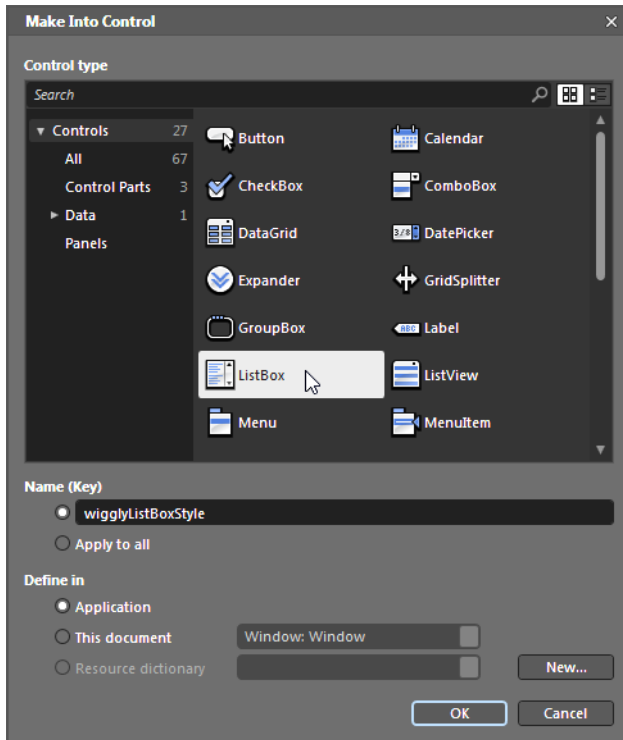 Make Into Control
Control type
Search
Controls 27
All 67
Control Parts 3
Data 1
Panels
Button
Calendar
CheckBox
ComboBox
DataGrid
3/8
DatePicker
Expander
GridSplitter
GroupBox
ABC
Label
ListBox
ListView
Menu
MenuItem
Name (Key)
wigglyListBoxStyle
Apply to all
Define in
Application
This document Window: Window
Resource dictionary New...
OK Cancel